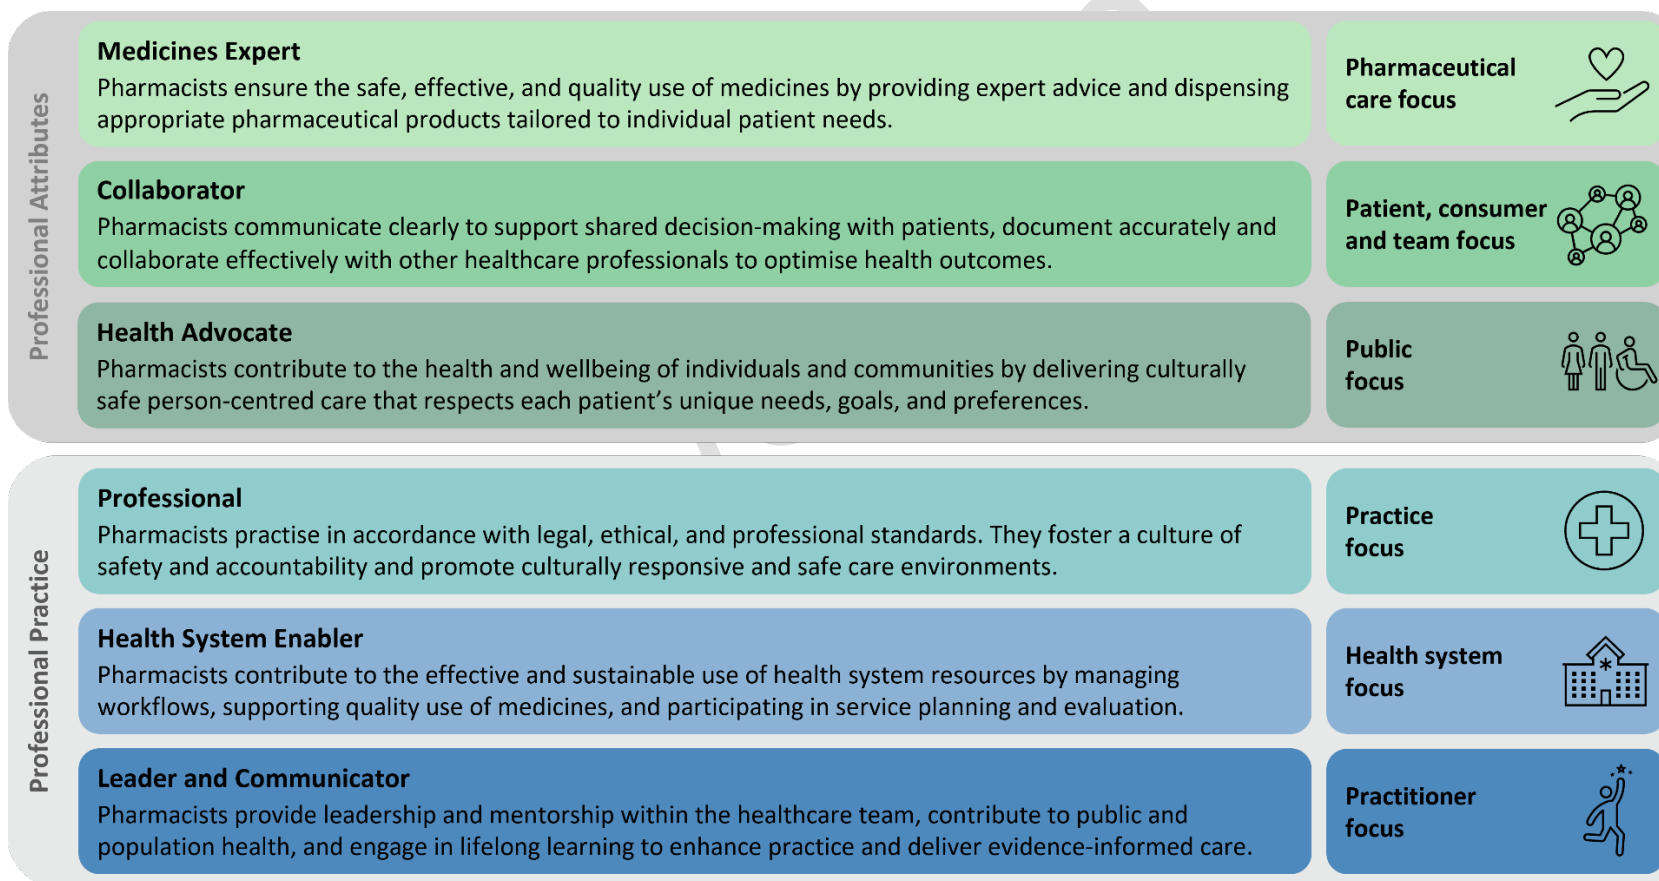 Professional Attributes
Medicines Expert
Pharmacists ensure the safe, effective, and quality use of medicines by providing expert advice and dispensing
appropriate pharmaceutical products tailored to individual patient needs.
Pharmaceutical
care focus
Collaborator
Pharmacists communicate clearly to support shared decision-making with patients, document accurately and
collaborate effectively with other healthcare professionals to optimise health outcomes.
Patient, consumer
and team focus
Health Advocate
Pharmacists contribute to the health and wellbeing of individuals and communities by delivering culturally
safe person-centred care that respects each patient’s unique needs, goals, and preferences.
Public
focus
Professional Practice
Professional
Pharmacists practise in accordance with legal, ethical, and professional standards. They foster a culture of
safety and accountability and promote culturally responsive and safe care environments.
Practice
focus
Health System Enabler
Pharmacists contribute to the effective and sustainable use of health system resources by managing
workflows, supporting quality use of medicines, and participating in service planning and evaluation.
Health system
focus
Leader and Communicator
Pharmacists provide leadership and mentorship within the healthcare team, contribute to public and
population health, and engage in lifelong learning to enhance practice and deliver evidence-informed care.
Practitioner
focus